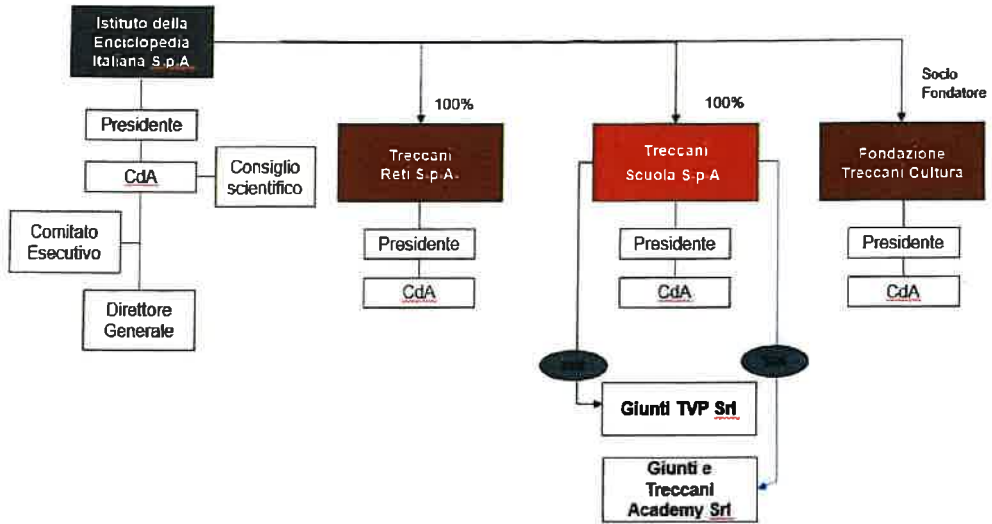 Istituto della
Enciclopedia
Italiana S.p.A
Presidente
CdA
Consiglio
scientifico
Comitato
Esecutivo
Direttore
Generale
100%
Treccani
Reti S.p.A.
Presidente
CdA
100%
Treccani
Scuola S.p.A
Presidente
CdA
Socio
Fondatore
Fondazione
Treccani Cultura
Presidente
CdA
Giunti TVP Srl
Giunti e
Treccani
Academy Srl